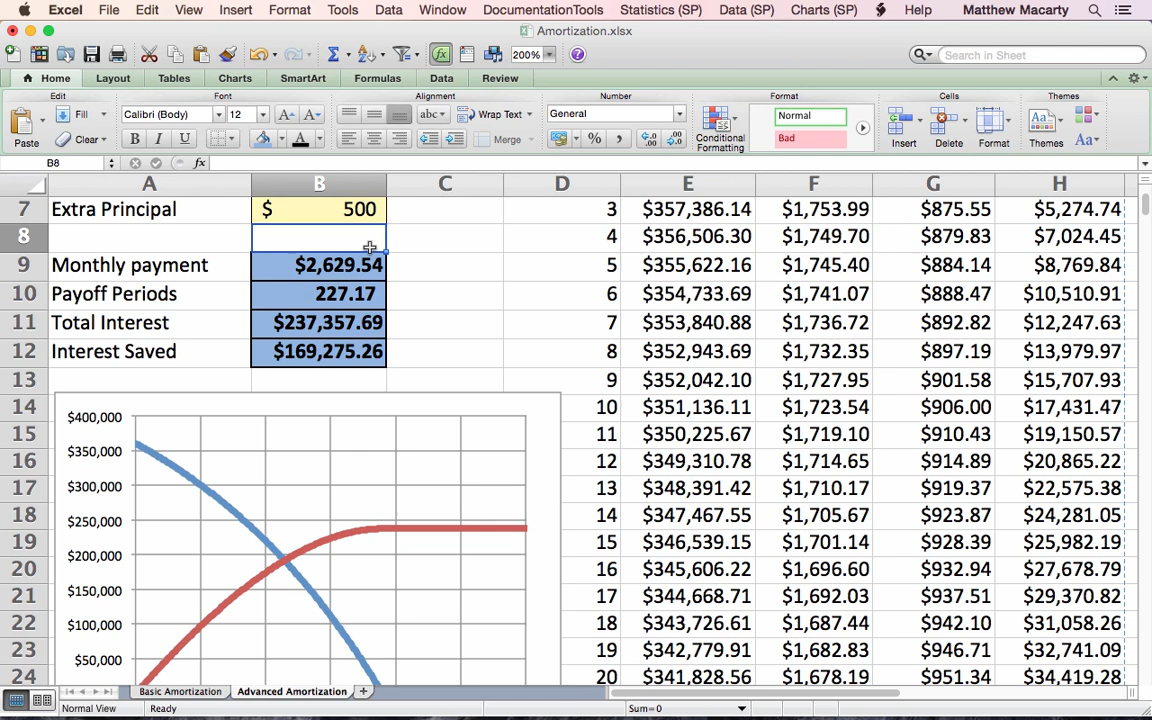 Excel File Edit View Insert Format Tools Data Window DocumentationTools Statistics (SP) Data (SP) Charts (SP) Help Matthew Macarty
Amortization.xlsx
200%
Search in Sheet
Home Layout Tables Charts SmartArt Formulas Data Review
Edit Font Alignment Number Format Cells Themes
Paste Fill Clear Calibri (Body) 12 A A B I U A abc Wrap Text Merge General % , Conditional Formatting Normal Bad Insert Delete Format Themes Aa
B8 fx
A B C D E F G H
7 Extra Principal $ 500 3 $357,386.14 $1,753.99 $875.55 $5,274.74
8 4 $356,506.30 $1,749.70 $879.83 $7,024.45
9 Monthly payment $2,629.54 5 $355,622.16 $1,745.40 $884.14 $8,769.84
10 Payoff Periods 227.17 6 $354,733.69 $1,741.07 $888.47 $10,510.91
11 Total Interest $237,357.69 7 $353,840.88 $1,736.72 $892.82 $12,247.63
12 Interest Saved $169,275.26 8 $352,943.69 $1,732.35 $897.19 $13,979.97
13 9 $352,042.10 $1,727.95 $901.58 $15,707.93
14 10 $351,136.11 $1,723.54 $906.00 $17,431.47
15 11 $350,225.67 $1,719.10 $910.43 $19,150.57
16 12 $349,310.78 $1,714.65 $914.89 $20,865.22
17 13 $348,391.42 $1,710.17 $919.37 $22,575.38
18 14 $347,467.55 $1,705.67 $923.87 $24,281.05
19 15 $346,539.15 $1,701.14 $928.39 $25,982.19
20 16 $345,606.22 $1,696.60 $932.94 $27,678.79
21 17 $344,668.71 $1,692.03 $937.51 $29,370.82
22 18 $343,726.61 $1,687.44 $942.10 $31,058.26
23 19 $342,779.91 $1,682.83 $946.71 $32,741.09
24 20 $341,828.56 $1,678.19 $951.34 $34,419.28
$400,000
$350,000
$300,000
$250,000
$200,000
$150,000
$100,000
$50,000
Basic Amortization Advanced Amortization +
Normal View Ready Sum=0